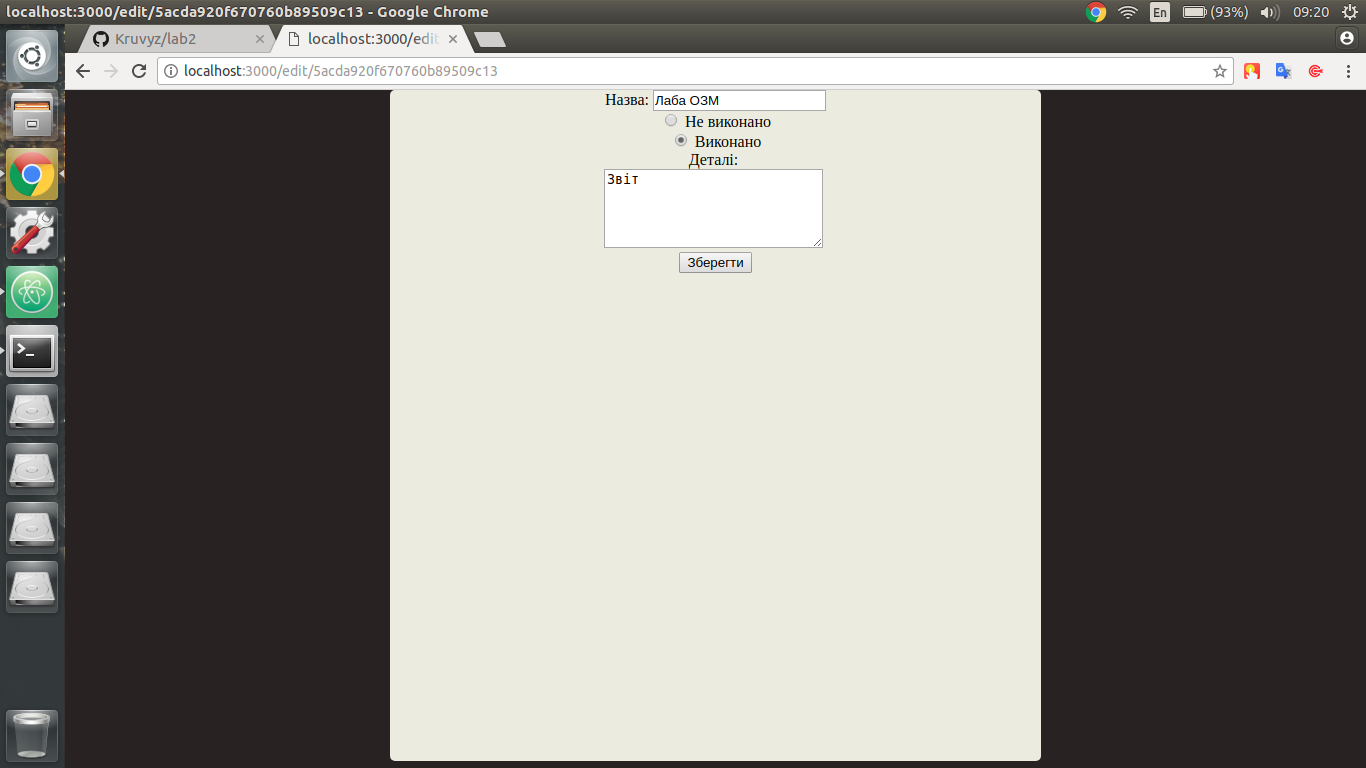 localhost:3000/edit/5acda920f670760b89509c13 - Google Chrome
En (93%) 09:20
Kruvyz/lab2
localhost:3000/edit
localhost:3000/edit/5acda920f670760b89509c13
Назва: Лаба ОЗМ
Не виконано
Виконано
Деталі:
Звіт
Зберегти